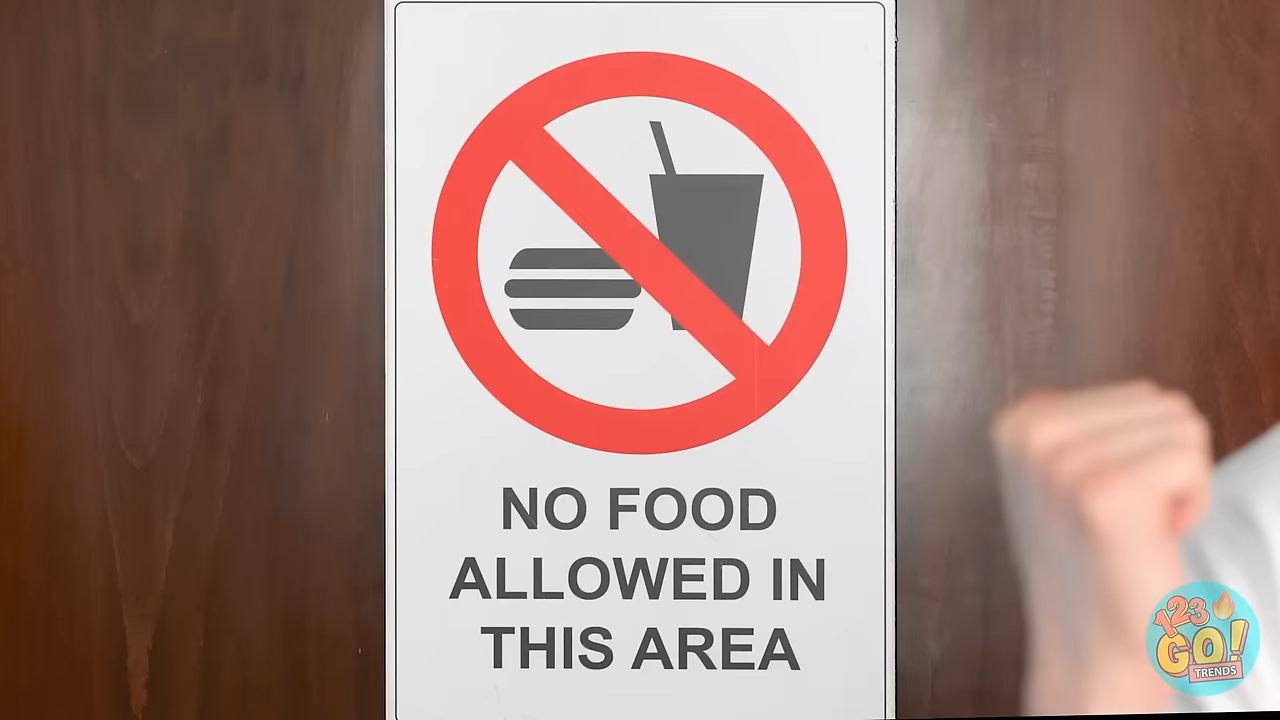 NO FOOD
ALLOWED IN
THIS AREA
123
GO!
TRENDS